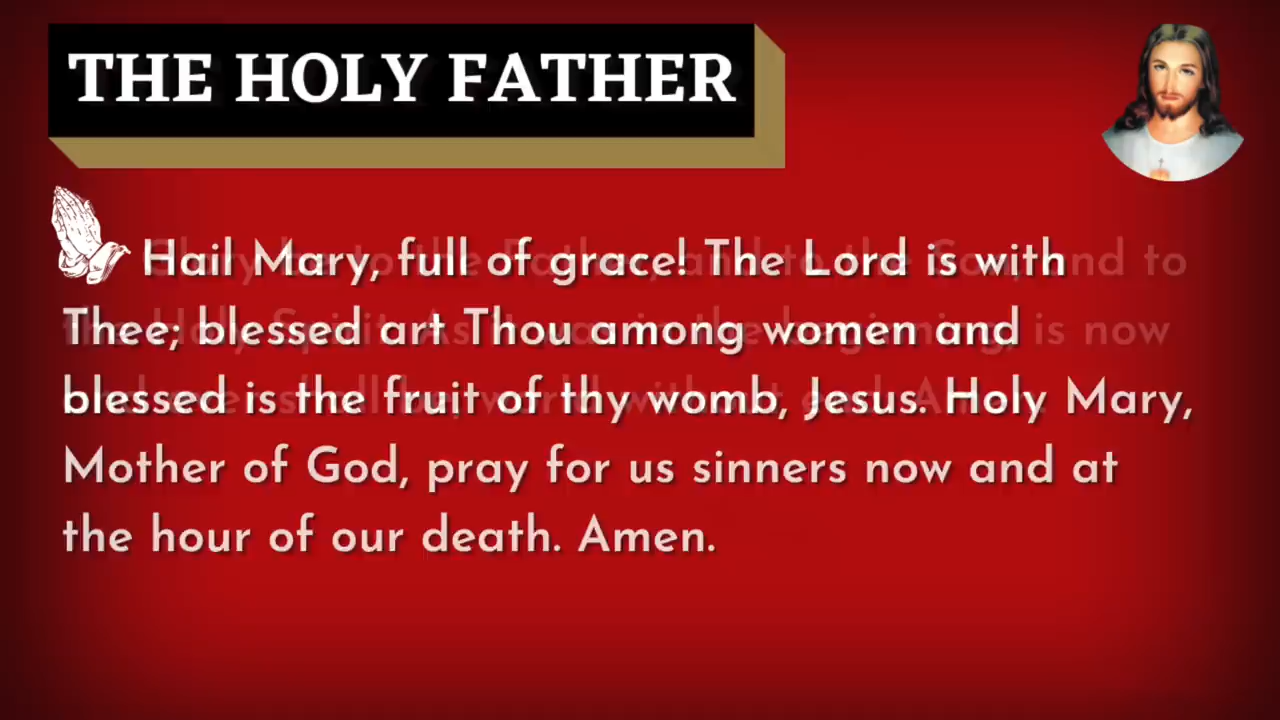 THE HOLY FATHER
Hail Mary, full of grace! The Lord is with
Thee; blessed art Thou among women and
blessed is the fruit of thy womb, Jesus. Holy Mary,
Mother of God, pray for us sinners now and at
the hour of our death. Amen.